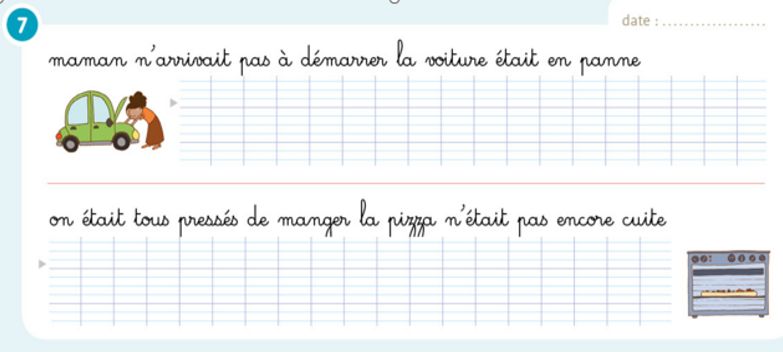 7
date : ...................
maman n'arrivait pas à démarrer la voiture était en panne
on était tous pressés de manger la pizza n'était pas encore cuite